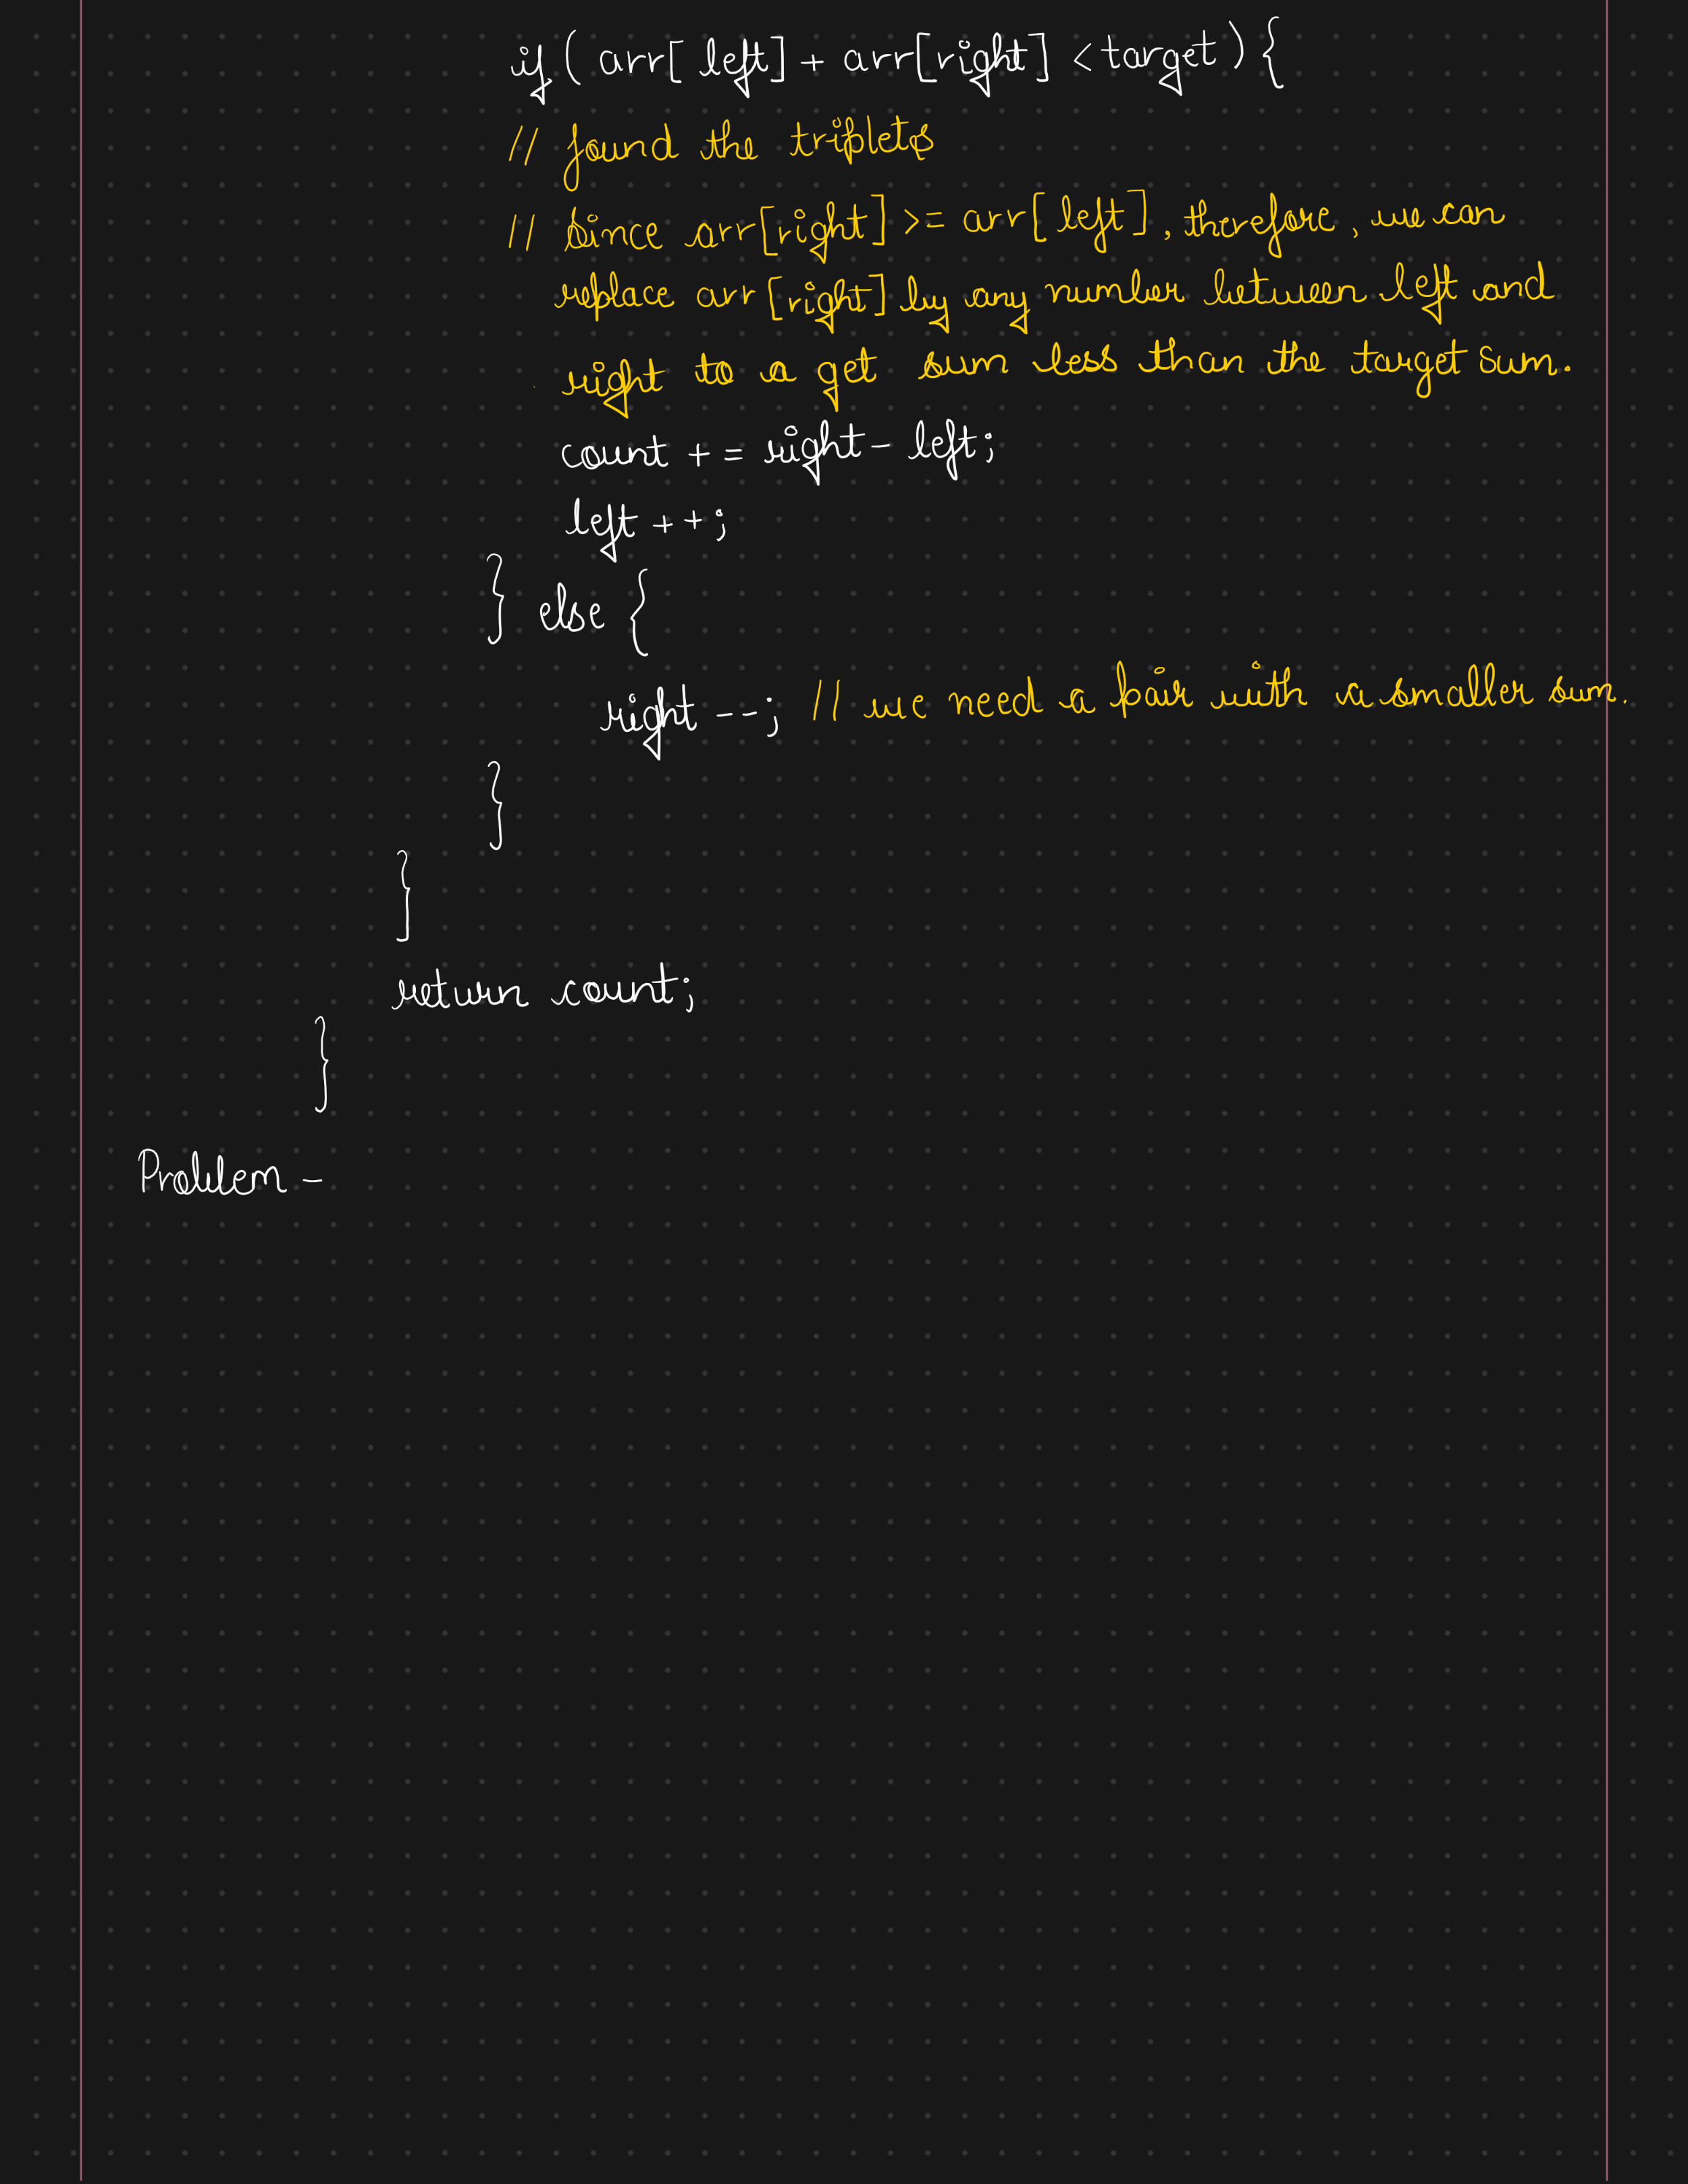 if ( arr[ left] + arr[right] < target ) {
// found the triplets
// Since arr[right] >= arr[left], therefore, we can
replace arr[right] by any number between left and
right to a get sum less than the target sum.
count += right - left;
left ++;
} else {
right --; // we need a pair with a smaller sum.
}
}
return count;
}
Problem -